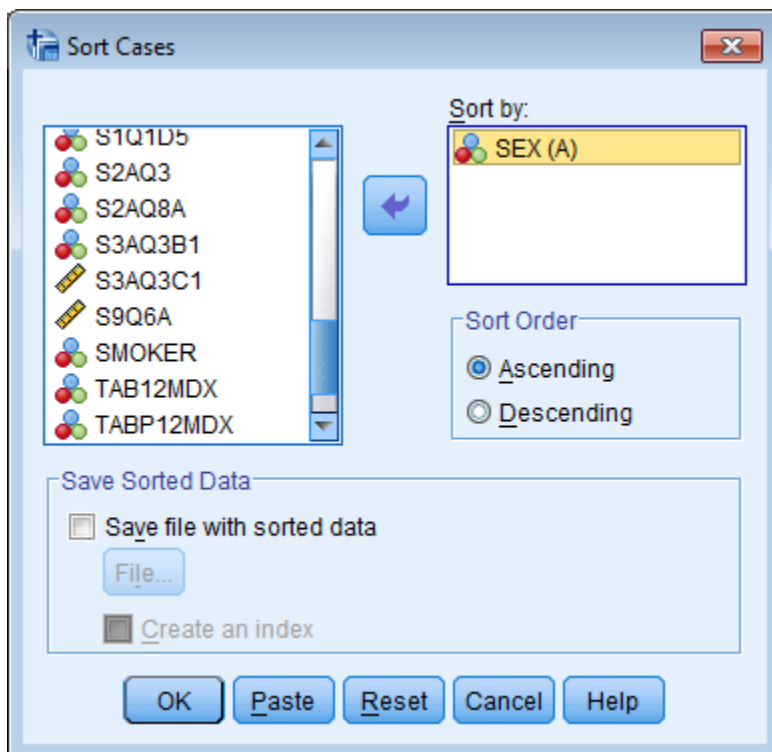 Sort Cases
S1Q1D5
S2AQ3
S2AQ8A
S3AQ3B1
S3AQ3C1
S9Q6A
SMOKER
TAB12MDX
TABP12MDX
Sort by:
SEX (A)
Sort Order
Ascending
Descending
Save Sorted Data
Save file with sorted data
File...
Create an index
OK Paste Reset Cancel Help